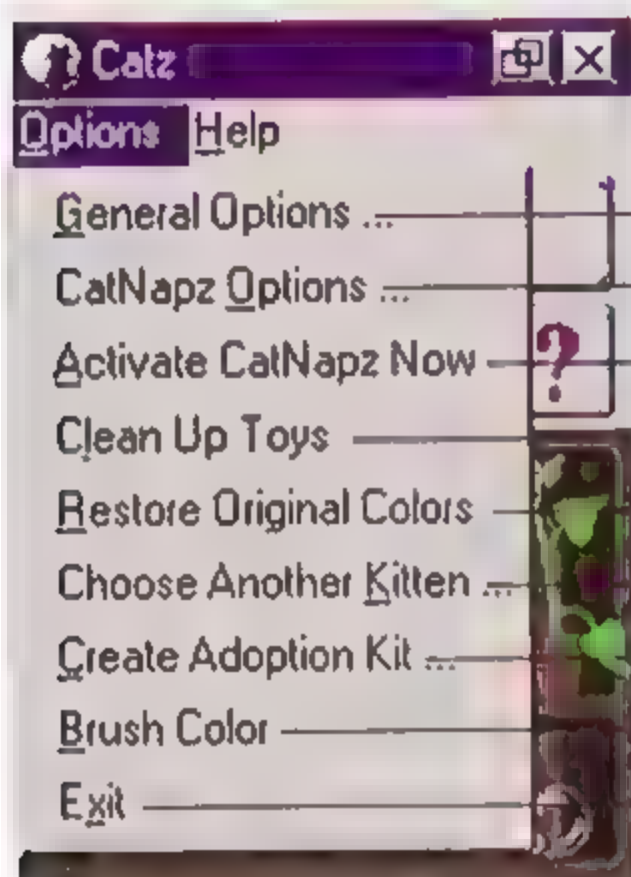 Catz
Options Help
General Options ...
CatNapz Options ...
Activate CatNapz Now
?
Clean Up Toys
Restore Original Colors
Choose Another Kitten ...
Create Adoption Kit ...
Brush Color
Exit